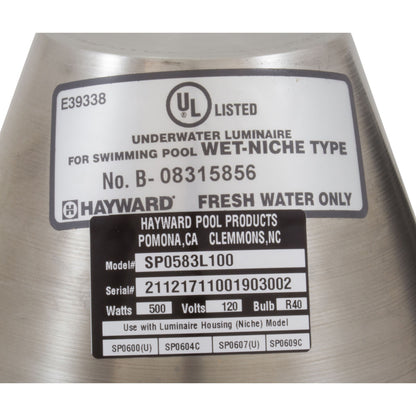 E39338
UL LISTED
UNDERWATER LUMINAIRE
FOR SWIMMING POOL WET-NICHE TYPE
No. B- 08315856
H HAYWARD® FRESH WATER ONLY
HAYWARD POOL PRODUCTS
POMONA,CA CLEMMONS,NC
Model# SP0583L100
Serial# 21121711001903002
Watts 500 Volts 120 Bulb R40
Use with Luminaire Housing (Niche) Model
SP0600(U) SP0604C SP0607(U) SP0609C